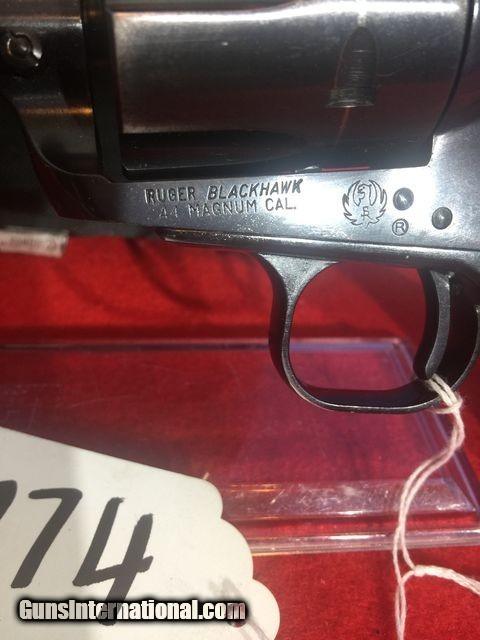 RUGER BLACKHAWK
44 MAGNUM CAL.
®
774
GunsInternational.com